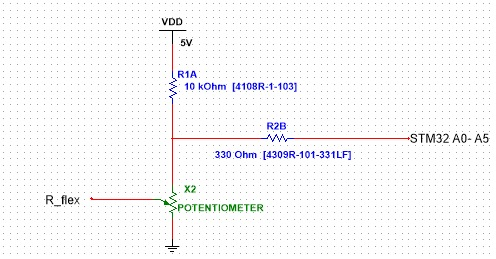 VDD
5V
R1A
10 kOhm [4108R-1-103]
R2B
STM32 A0- A5
330 Ohm [4309R-101-331LF]
X2
R_flex
POTENTIOMETER